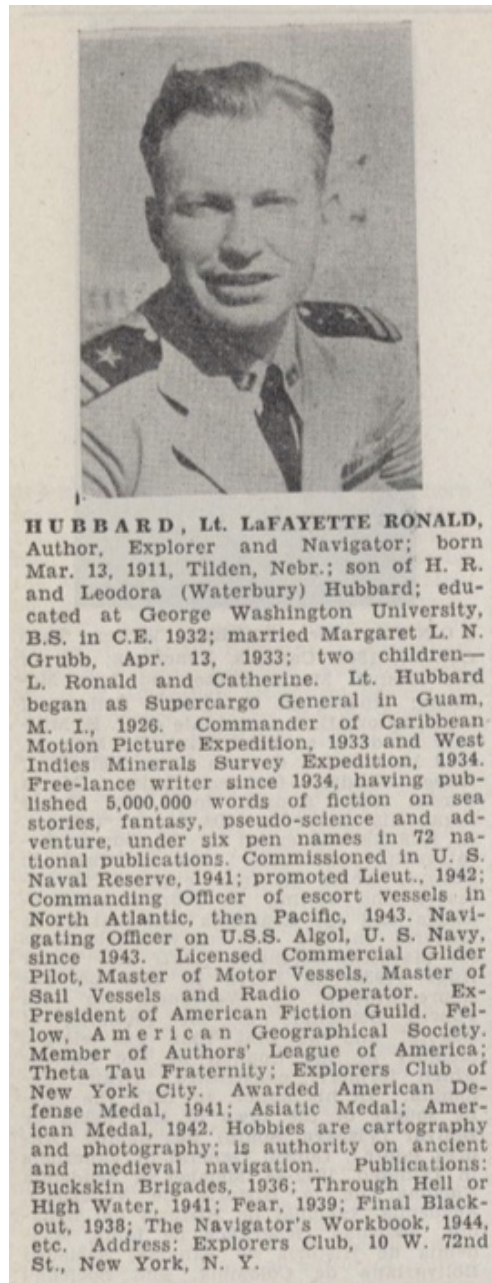 HUBBARD, Lt. LaFAYETTE RONALD,
Author, Explorer and Navigator; born
Mar. 13, 1911, Tilden, Nebr.; son of H. R.
and Leodora (Waterbury) Hubbard; edu-
cated at George Washington University,
B.S. in C.E. 1932; married Margaret L. N.
Grubb, Apr. 13, 1933; two children—
L. Ronald and Catherine. Lt. Hubbard
began as Supercargo General in Guam,
M. I., 1926. Commander of Caribbean
Motion Picture Expedition, 1933 and West
Indies Minerals Survey Expedition, 1934.
Free-lance writer since 1934, having pub-
lished 5,000,000 words of fiction on sea
stories, fantasy, pseudo-science and ad-
venture, under six pen names in 72 na-
tional publications. Commissioned in U. S.
Naval Reserve, 1941; promoted Lieut., 1942;
Commanding Officer of escort vessels in
North Atlantic, then Pacific, 1943. Navi-
gating Officer on U.S.S. Algol, U. S. Navy,
since 1943. Licensed Commercial Glider
Pilot, Master of Motor Vessels, Master of
Sail Vessels and Radio Operator. Ex-
President of American Fiction Guild. Fel-
low, American Geographical Society.
Member of Authors' League of America;
Theta Tau Fraternity; Explorers Club of
New York City. Awarded American De-
fense Medal, 1941; Asiatic Medal; Amer-
ican Medal, 1942. Hobbies are cartography
and photography; is authority on ancient
and medieval navigation. Publications:
Buckskin Brigades, 1936; Through Hell or
High Water, 1941; Fear, 1939; Final Black-
out, 1938; The Navigator's Workbook, 1944,
etc. Address: Explorers Club, 10 W. 72nd
St., New York, N. Y.